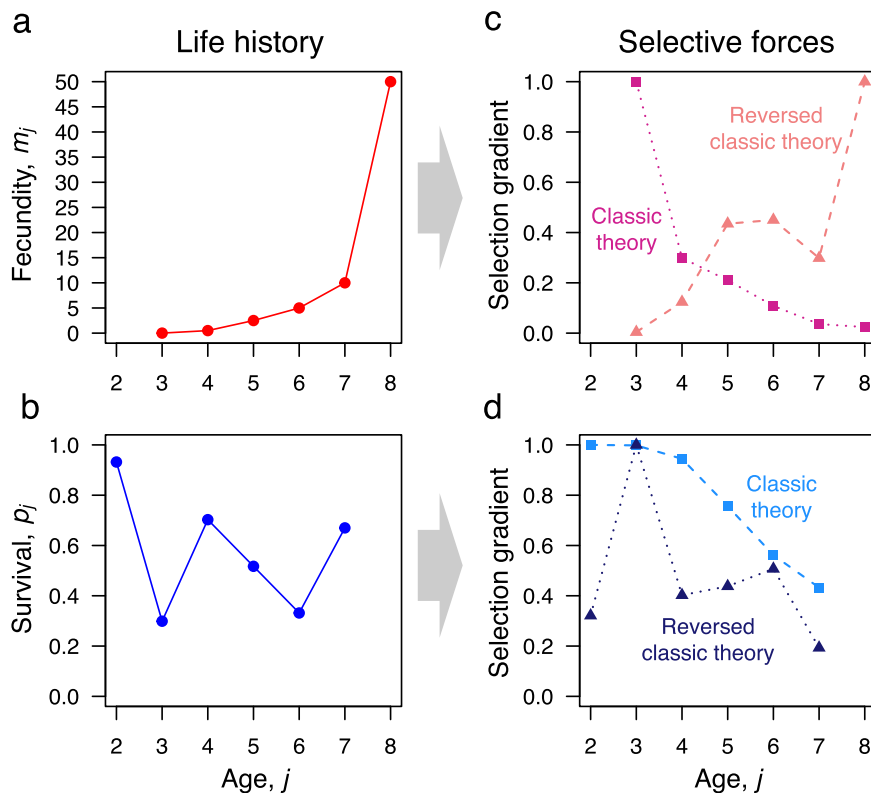 a
Life history
50
45
40
35
30
25
20
15
10
5
0
Fecundity, mj
2 3 4 5 6 7 8
c
Selective forces
1.0
0.8
0.6
0.4
0.2
0.0
Selection gradient
Reversed
classic theory
Classic
theory
2 3 4 5 6 7 8
b
1.0
0.8
0.6
0.4
0.2
0.0
Survival, pj
2 3 4 5 6 7 8
Age, j
d
1.0
0.8
0.6
0.4
0.2
0.0
Selection gradient
Classic
theory
Reversed
classic theory
2 3 4 5 6 7 8
Age, j